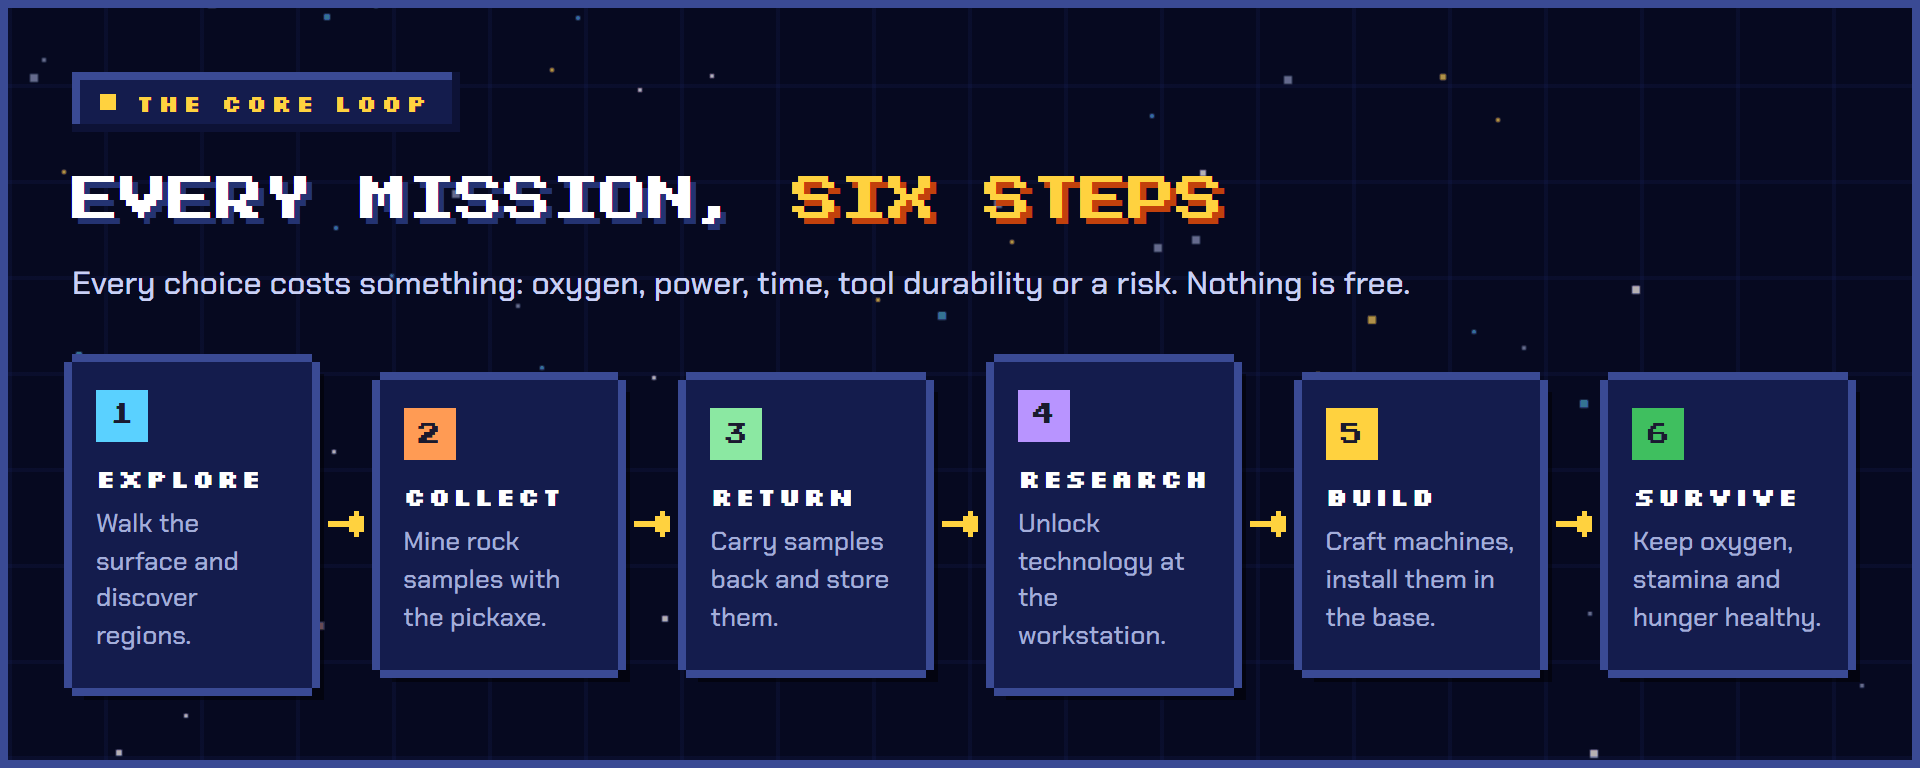 THE CORE LOOP
EVERY MISSION, SIX STEPS
Every choice costs something: oxygen, power, time, tool durability or a risk. Nothing is free.
1
EXPLORE
Walk the
surface and
discover
regions.
2
COLLECT
Mine rock
samples with
the pickaxe.
3
RETURN
Carry samples
back and store
them.
4
RESEARCH
Unlock
technology at
the
workstation.
5
BUILD
Craft machines,
install them in
the base.
6
SURVIVE
Keep oxygen,
stamina and
hunger healthy.